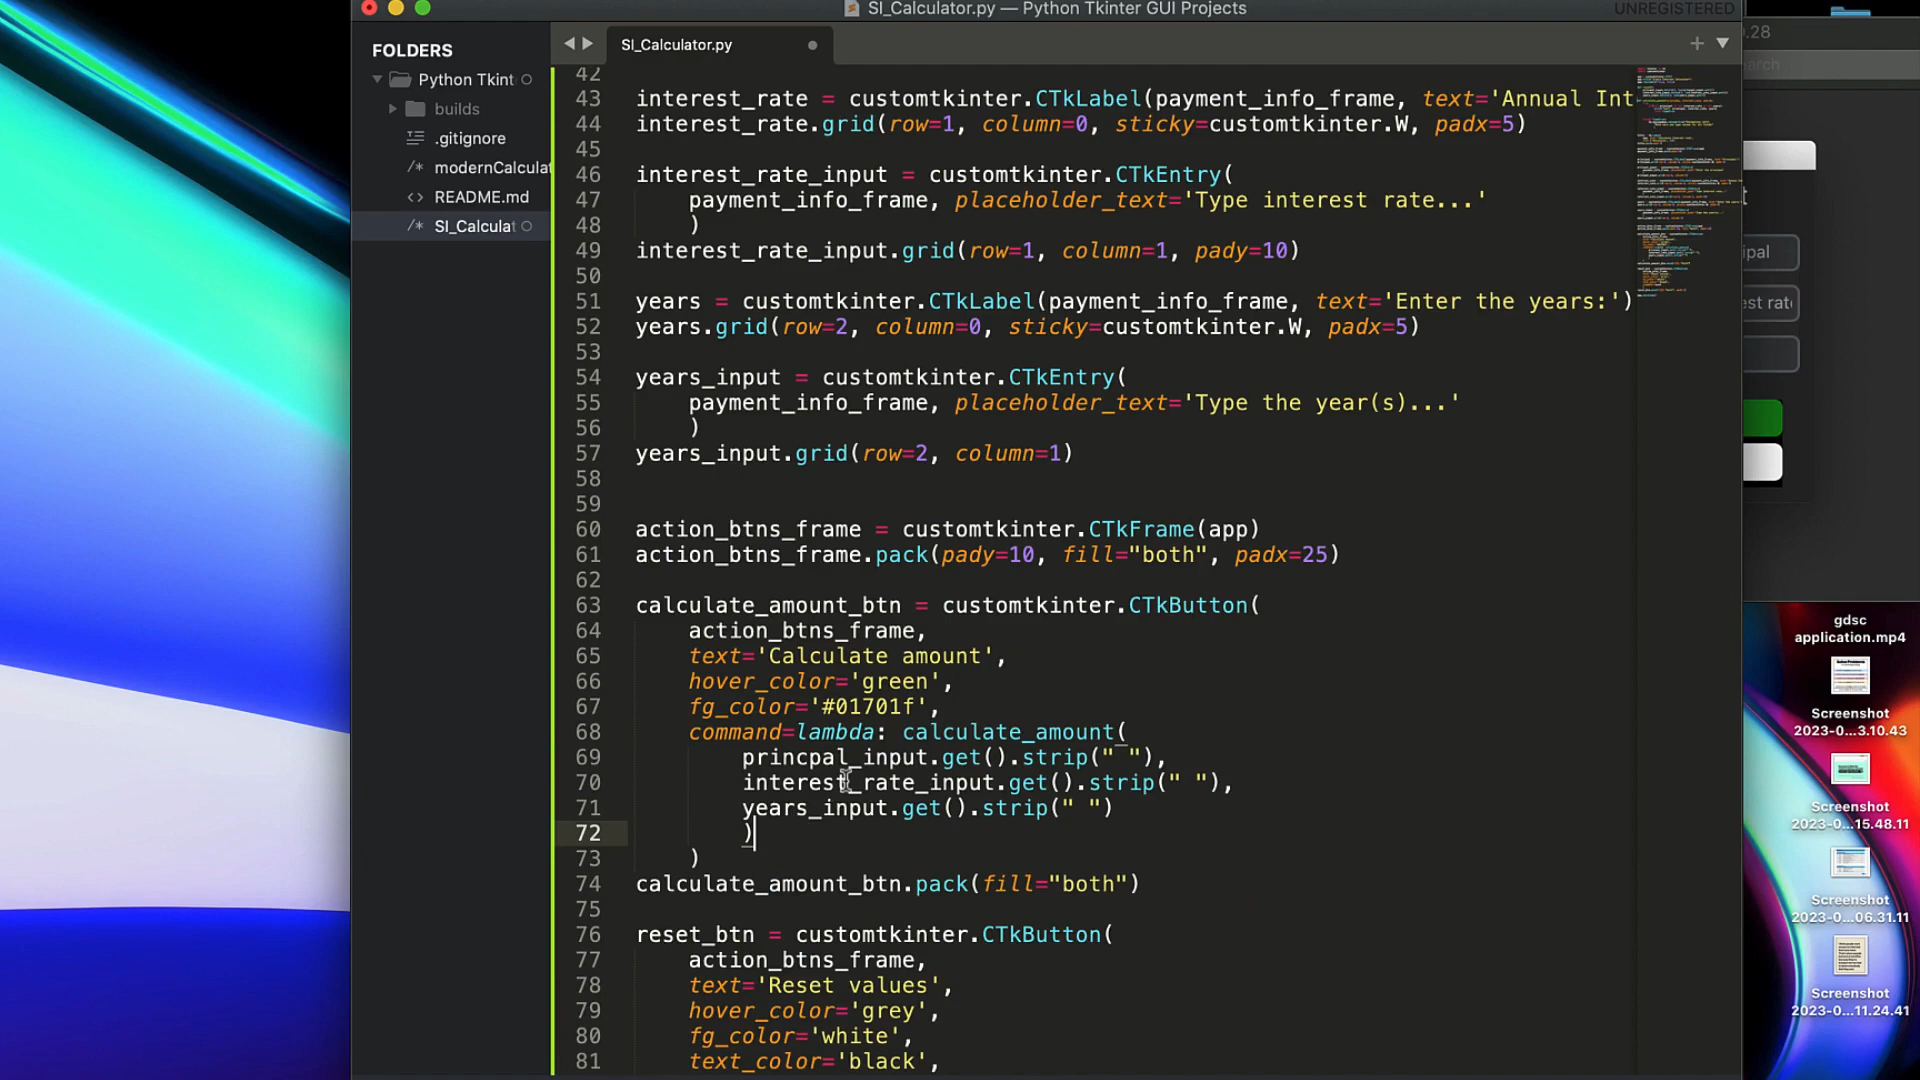 SI_Calculator.py — Python Tkinter GUI Projects
UNREGISTERED
FOLDERS
Python Tkint
builds
.gitignore
modernCalculat
README.md
SI_Calculat
SI_Calculator.py
42
43 interest_rate = customtkinter.CTkLabel(payment_info_frame, text='Annual Int
44 interest_rate.grid(row=1, column=0, sticky=customtkinter.W, padx=5)
45
46 interest_rate_input = customtkinter.CTkEntry(
47 payment_info_frame, placeholder_text='Type interest rate...'
48 )
49 interest_rate_input.grid(row=1, column=1, pady=10)
50
51 years = customtkinter.CTkLabel(payment_info_frame, text='Enter the years:')
52 years.grid(row=2, column=0, sticky=customtkinter.W, padx=5)
53
54 years_input = customtkinter.CTkEntry(
55 payment_info_frame, placeholder_text='Type the year(s)...'
56 )
57 years_input.grid(row=2, column=1)
58
59
60 action_btns_frame = customtkinter.CTkFrame(app)
61 action_btns_frame.pack(pady=10, fill="both", padx=25)
62
63 calculate_amount_btn = customtkinter.CTkButton(
64 action_btns_frame,
65 text='Calculate amount',
66 hover_color='green',
67 fg_color='#01701f',
68 command=lambda: calculate_amount(
69 princpal_input.get().strip(" "),
70 interest_rate_input.get().strip(" "),
71 years_input.get().strip(" ")
72 )
73 )
74 calculate_amount_btn.pack(fill="both")
75
76 reset_btn = customtkinter.CTkButton(
77 action_btns_frame,
78 text='Reset values',
79 hover_color='grey',
80 fg_color='white',
81 text_color='black',
0.28
earch
ipal
est rate
gdsc
application.mp4
Screenshot
2023-0...3.10.43
Screenshot
2023-0...15.48.11
Screenshot
2023-0...06.31.11
Screenshot
2023-0...11.24.41